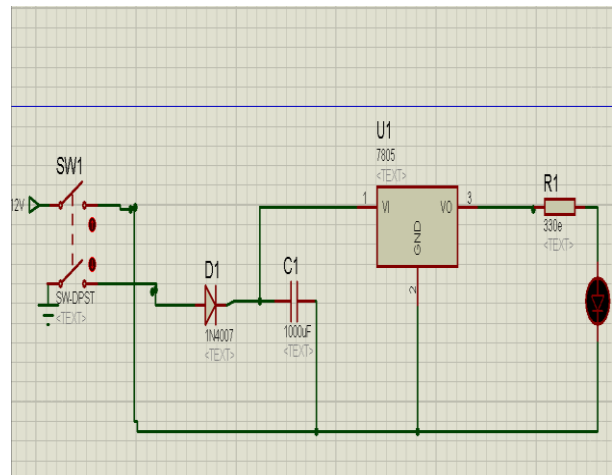 U1
7805
<TEXT>
SW1
1
VI
VO
3
R1
12V
330e
<TEXT>
GND
2
D1
C1
SW-DPST
<TEXT>
1N4007
<TEXT>
1000uF
<TEXT>